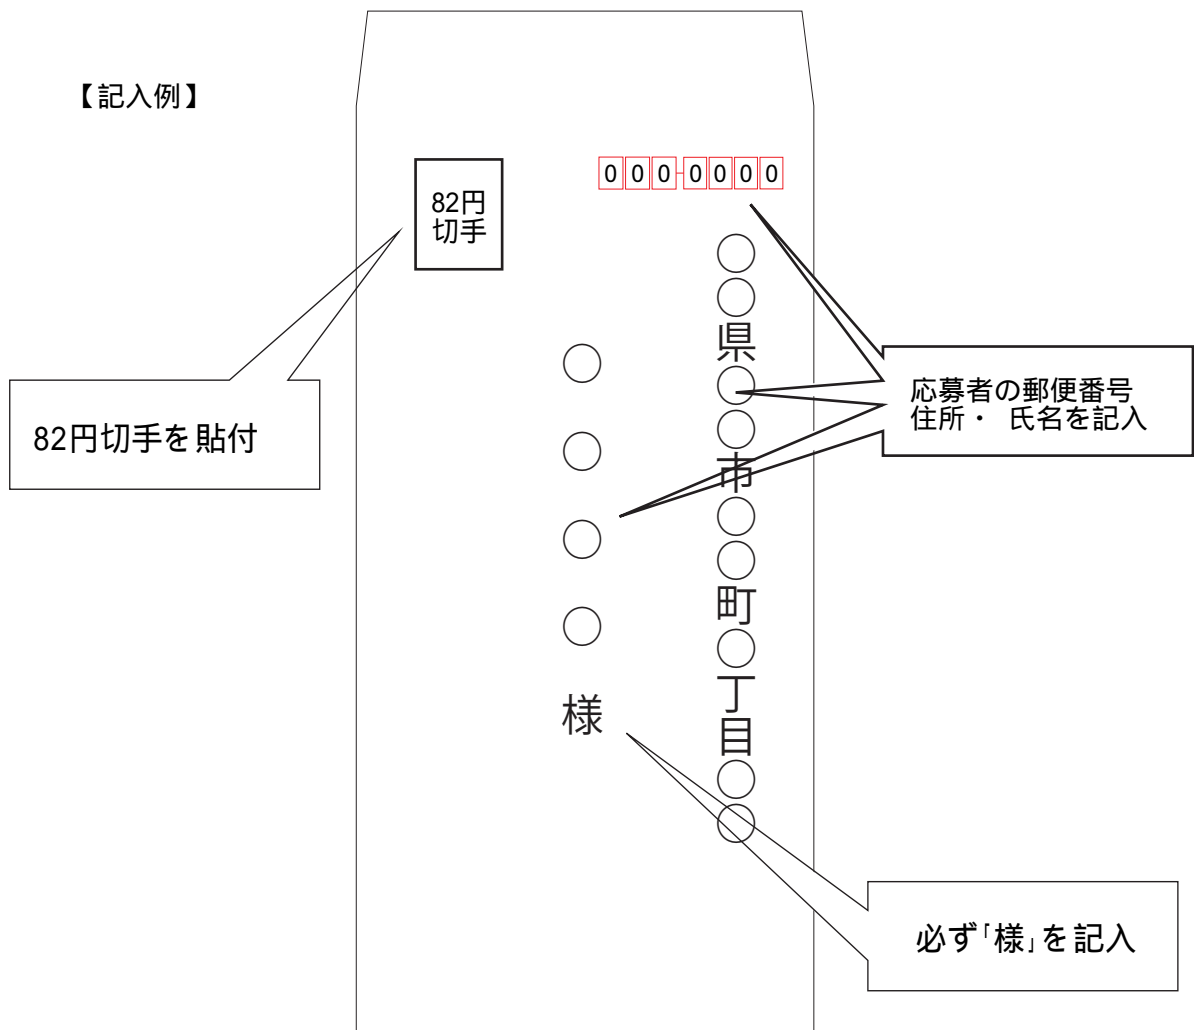 【記入例】
000-0000
82円
切手
○○県○○市○○町○丁目○○
○○○○様
82円切手を貼付
応募者の郵便番号
住所・ 氏名を記入
必ず「様」を記入